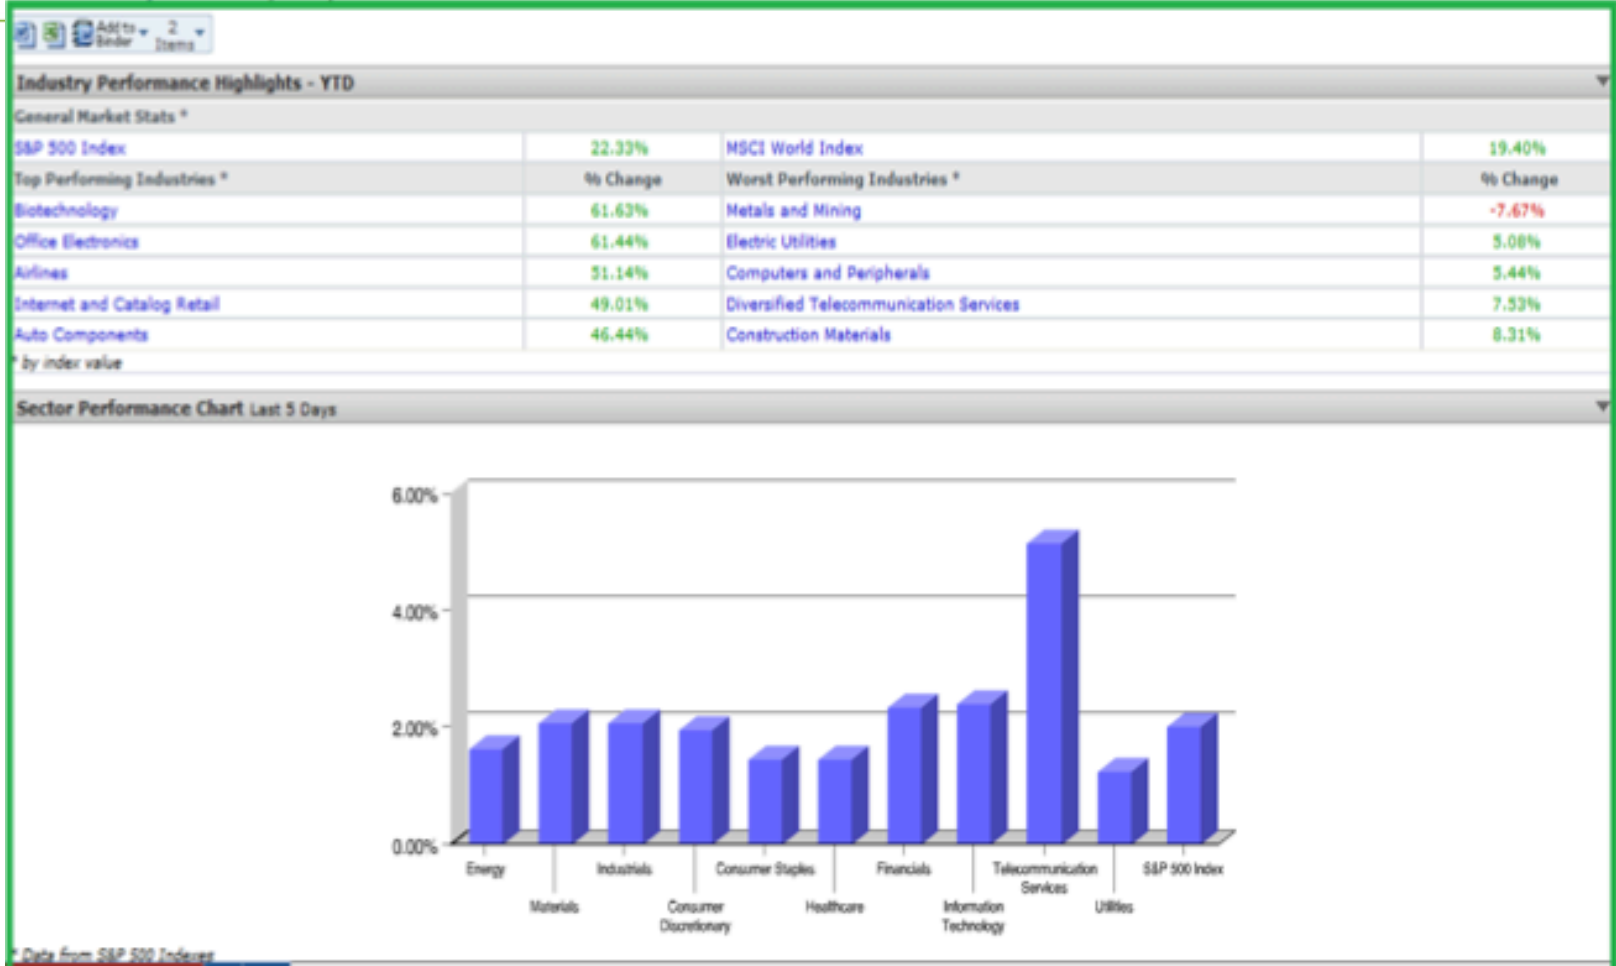 Add to
Binder
2
Items
Industry Performance Highlights - YTD
General Market Stats *
S&P 500 Index 22.33% MSCI World Index 19.40%
Top Performing Industries * % Change Worst Performing Industries * % Change
Biotechnology 61.63% Metals and Mining -7.67%
Office Electronics 61.44% Electric Utilities 5.08%
Airlines 51.14% Computers and Peripherals 5.44%
Internet and Catalog Retail 49.01% Diversified Telecommunication Services 7.53%
Auto Components 46.44% Construction Materials 8.31%
* by index value
Sector Performance Chart Last 5 Days
6.00%
4.00%
2.00%
0.00%
Energy
Materials
Industrials
Consumer
Discretionary
Consumer Staples
Healthcare
Financials
Information
Technology
Telecommunication
Services
Utilities
S&P 500 Index
* Data from S&P 500 Indexes